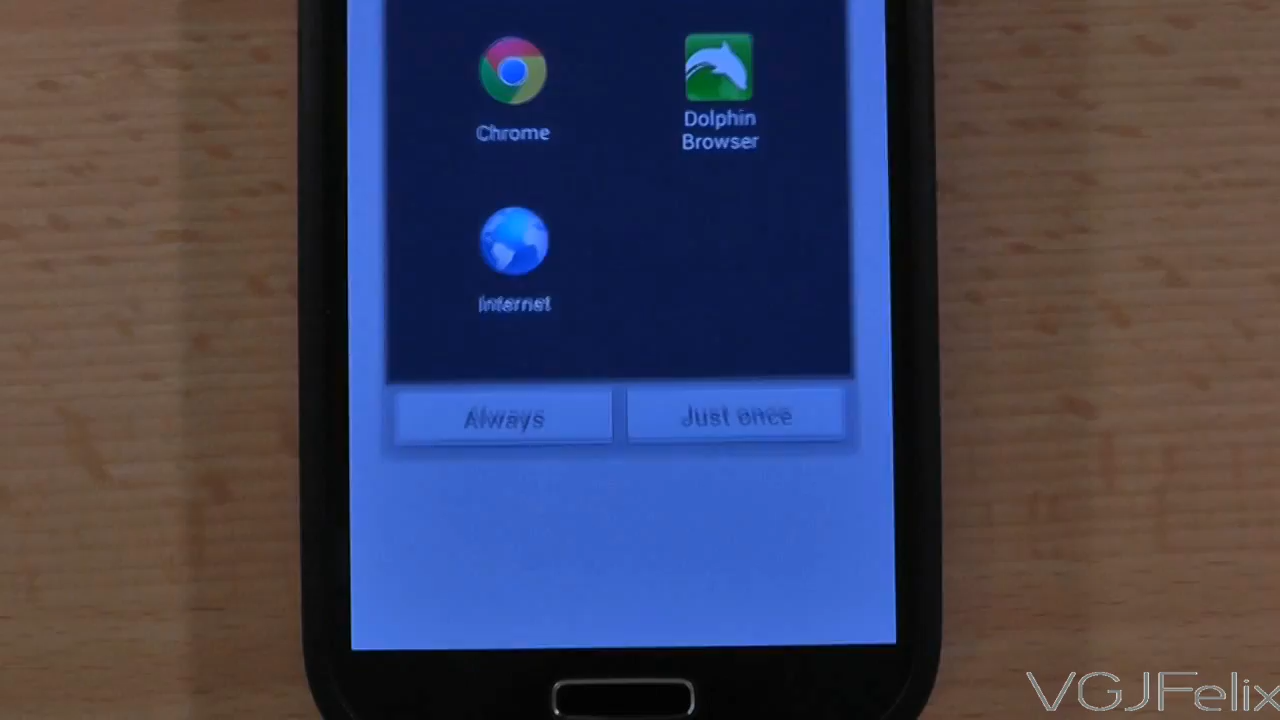 Chrome
Dolphin
Browser
Internet
Always
Just once
VGJFelix